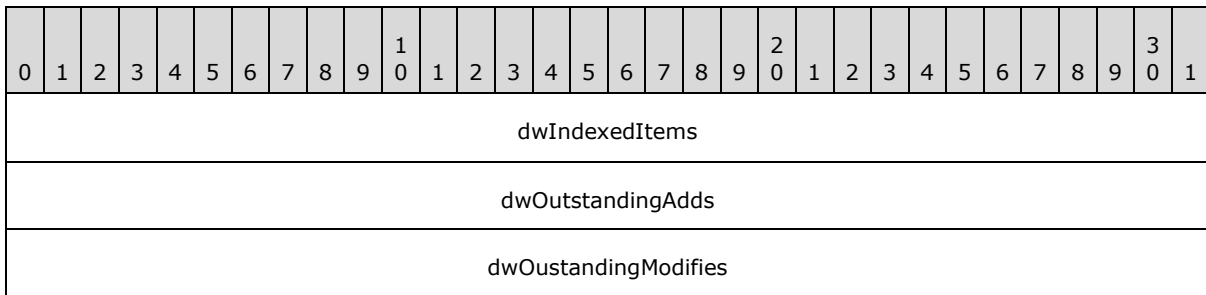 0 1 2 3 4 5 6 7 8 9 1 0 1 2 3 4 5 6 7 8 9 2 0 1 2 3 4 5 6 7 8 9 3 0 1
dwIndexedItems
dwOutstandingAdds
dwOustandingModifies